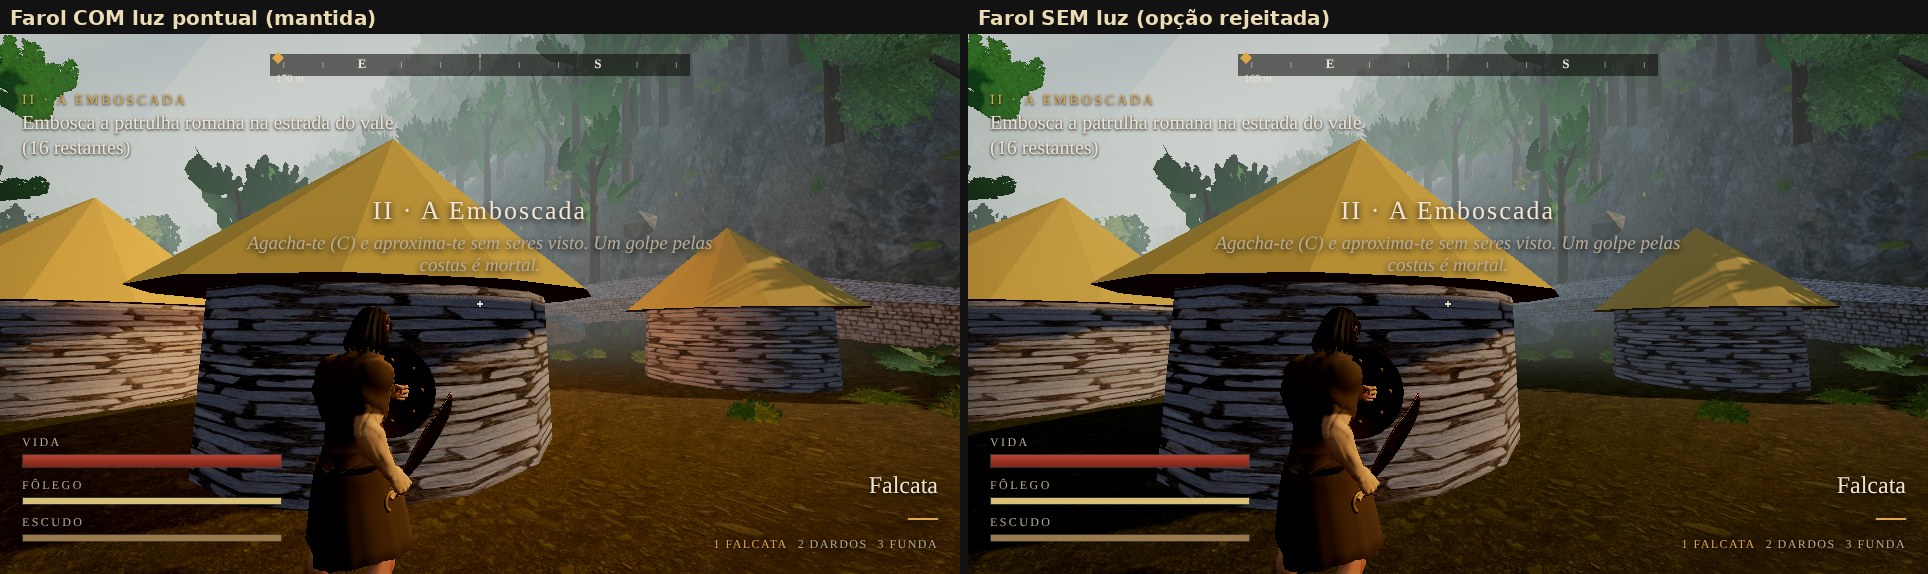 Farol COM luz pontual (mantida)
E
S
170 m
II · A EMBOSCADA
Embosca a patrulha romana na estrada do vale
(16 restantes)
II · A Emboscada
Agacha-te (C) e aproxima-te sem seres visto. Um golpe pelas
costas é mortal.
VIDA
FÔLEGO
ESCUDO
Falcata
1 FALCATA 2 DARDOS 3 FUNDA
Farol SEM luz (opção rejeitada)
E
S
169 m
II · A EMBOSCADA
Embosca a patrulha romana na estrada do vale
(16 restantes)
II · A Emboscada
Agacha-te (C) e aproxima-te sem seres visto. Um golpe pelas
costas é mortal.
VIDA
FÔLEGO
ESCUDO
Falcata
1 FALCATA 2 DARDOS 3 FUNDA